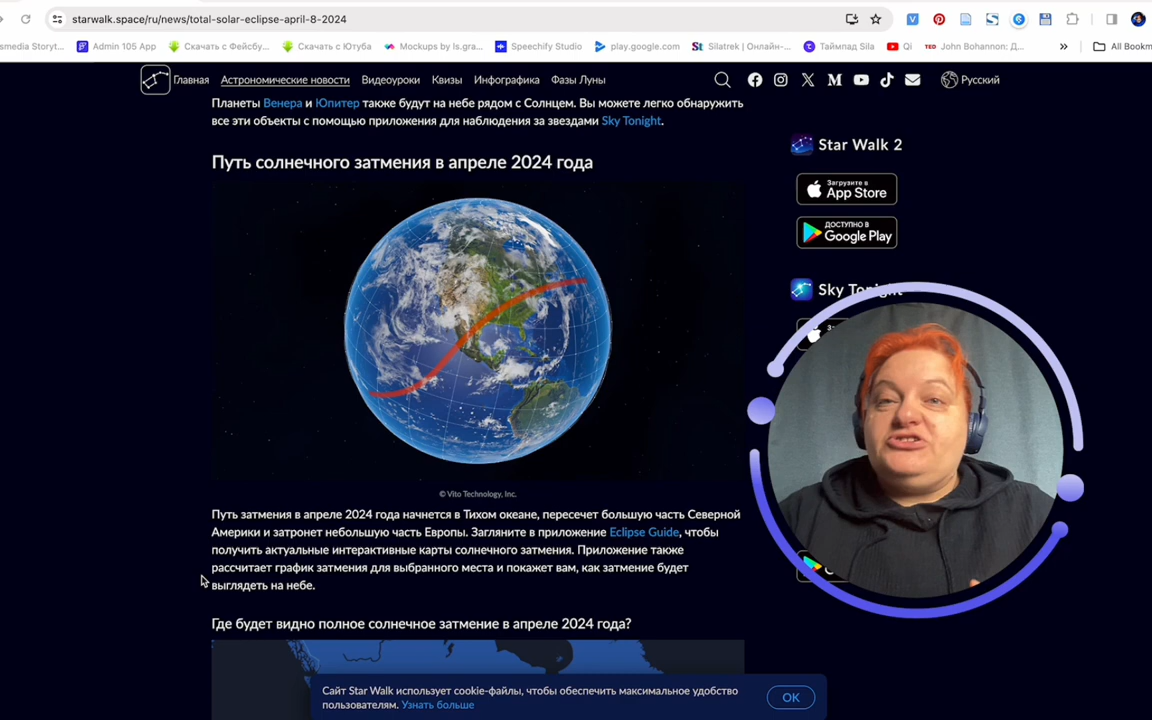 starwalk.space/ru/news/total-solar-eclipse-april-8-2024
smedia Storyt...
Admin 105 App
Скачать с Фейсбу...
Скачать с Ютуба
Mockups by ls.gra...
Speechify Studio
play.google.com
Silatrek | Онлайн-...
Таймпад Sila
Qi
TED John Bohannon: Д...
»
All Bookm
Главная
Астрономические новости
Видеоуроки
Квизы
Инфографика
Фазы Луны
Русский
Планеты Венера и Юпитер также будут на небе рядом с Солнцем. Вы можете легко обнаружить
все эти объекты с помощью приложения для наблюдения за звездами Sky Tonight.
Путь солнечного затмения в апреле 2024 года
© Vito Technology, Inc.
Путь затмения в апреле 2024 года начнется в Тихом океане, пересечет большую часть Северной
Америки и затронет небольшую часть Европы. Загляните в приложение Eclipse Guide, чтобы
получить актуальные интерактивные карты солнечного затмения. Приложение также
рассчитает график затмения для выбранного места и покажет вам, как затмение будет
выглядеть на небе.
Где будет видно полное солнечное затмение в апреле 2024 года?
Star Walk 2
Загрузите в
App Store
ДОСТУПНО В
Google Play
Sky Tonight
Сайт Star Walk использует cookie-файлы, чтобы обеспечить максимальное удобство
пользователям. Узнать больше
OK